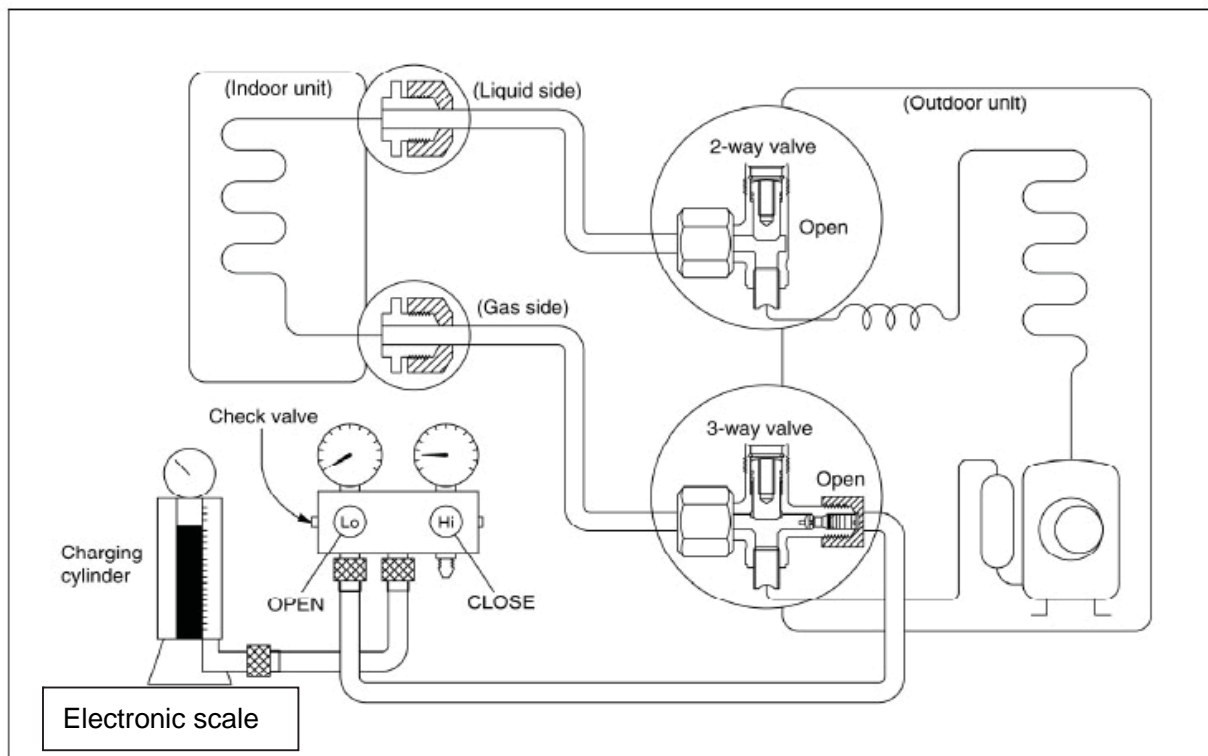 (Indoor unit)
(Liquid side)
(Outdoor unit)
2-way valve
Open
(Gas side)
Check valve
3-way valve
Open
Lo
Hi
Charging
cylinder
OPEN
CLOSE
Electronic scale